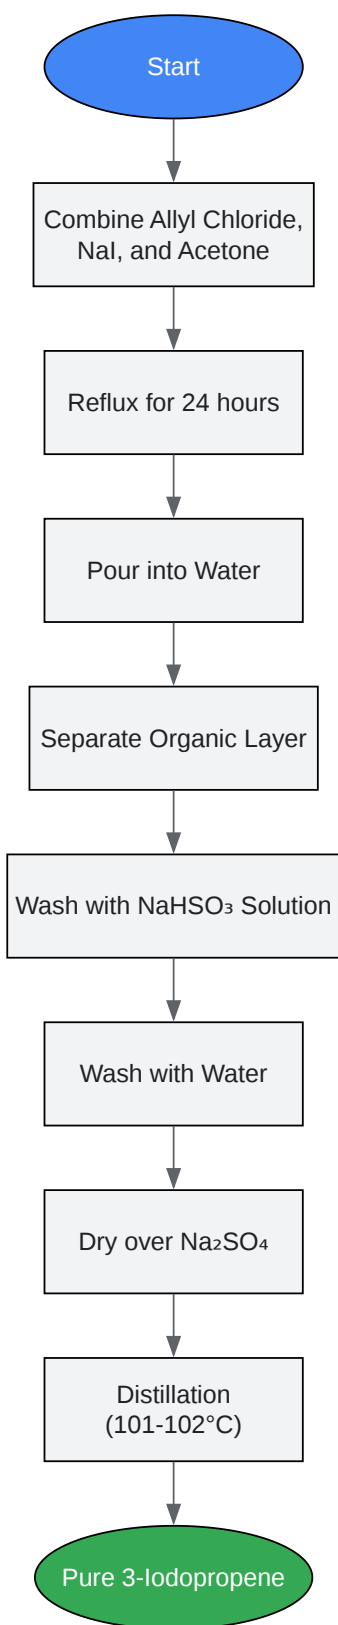 Start
Combine Allyl Chloride,
NaI, and Acetone
Reflux for 24 hours
Pour into Water
Separate Organic Layer
Wash with NaHSO₃ Solution
Wash with Water
Dry over Na₂SO₄
Distillation
(101-102°C)
Pure 3-Iodopropene